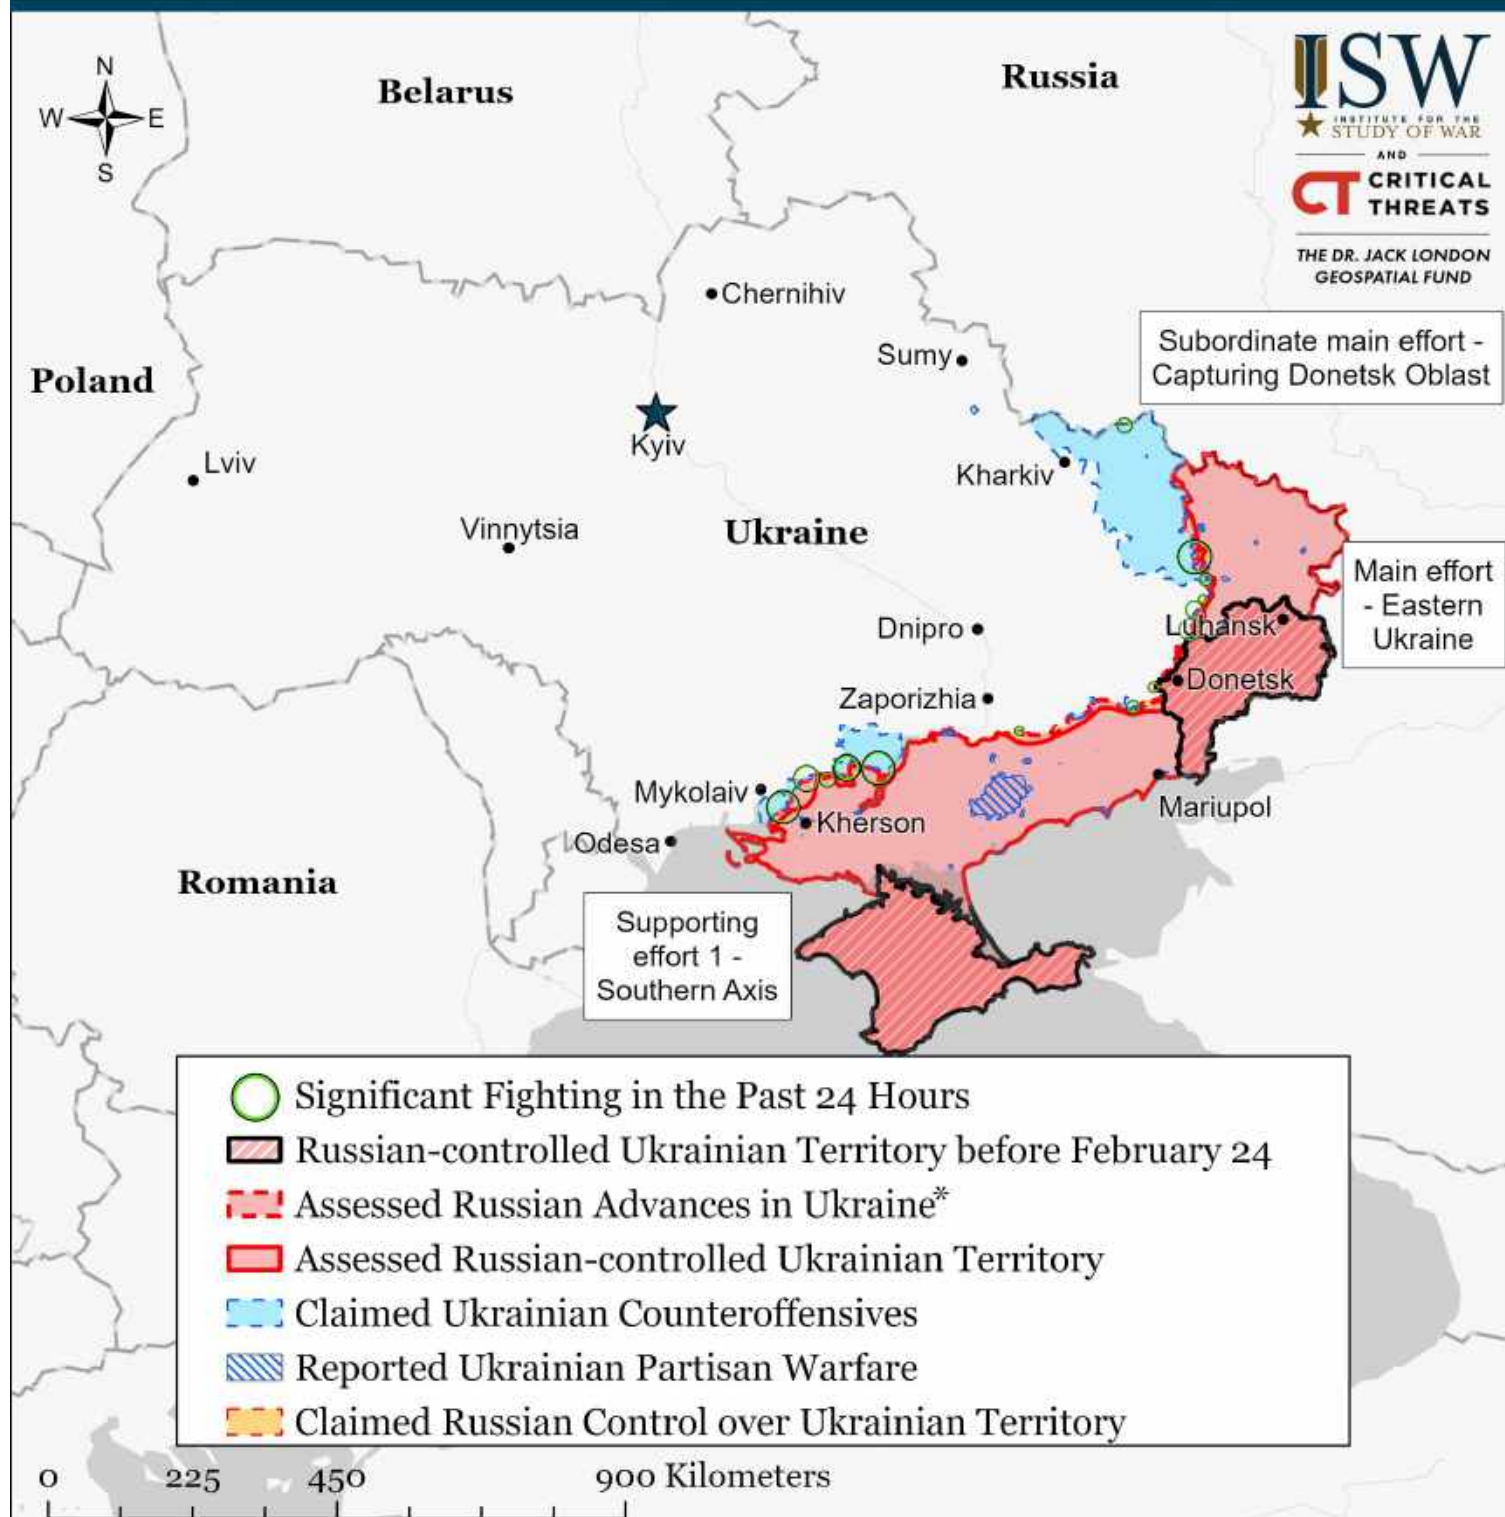 N
W E
S
Belarus
Russia
ISW
INSTITUTE FOR THE
STUDY OF WAR
AND
CT CRITICAL
THREATS
THE DR. JACK LONDON
GEOSPATIAL FUND
Chernihiv
Subordinate main effort -
Capturing Donetsk Oblast
Sumy
Poland
Kyiv
Lviv
Kharkiv
Vinnytsia
Ukraine
Main effort
- Eastern
Ukraine
Dnipro
Luhansk
Donetsk
Zaporizhia
Mykolaiv
Mariupol
Kherson
Odesa
Romania
Supporting
effort 1 -
Southern Axis
Significant Fighting in the Past 24 Hours
Russian-controlled Ukrainian Territory before February 24
Assessed Russian Advances in Ukraine*
Assessed Russian-controlled Ukrainian Territory
Claimed Ukrainian Counteroffensives
Reported Ukrainian Partisan Warfare
Claimed Russian Control over Ukrainian Territory
0 225 450 900 Kilometers